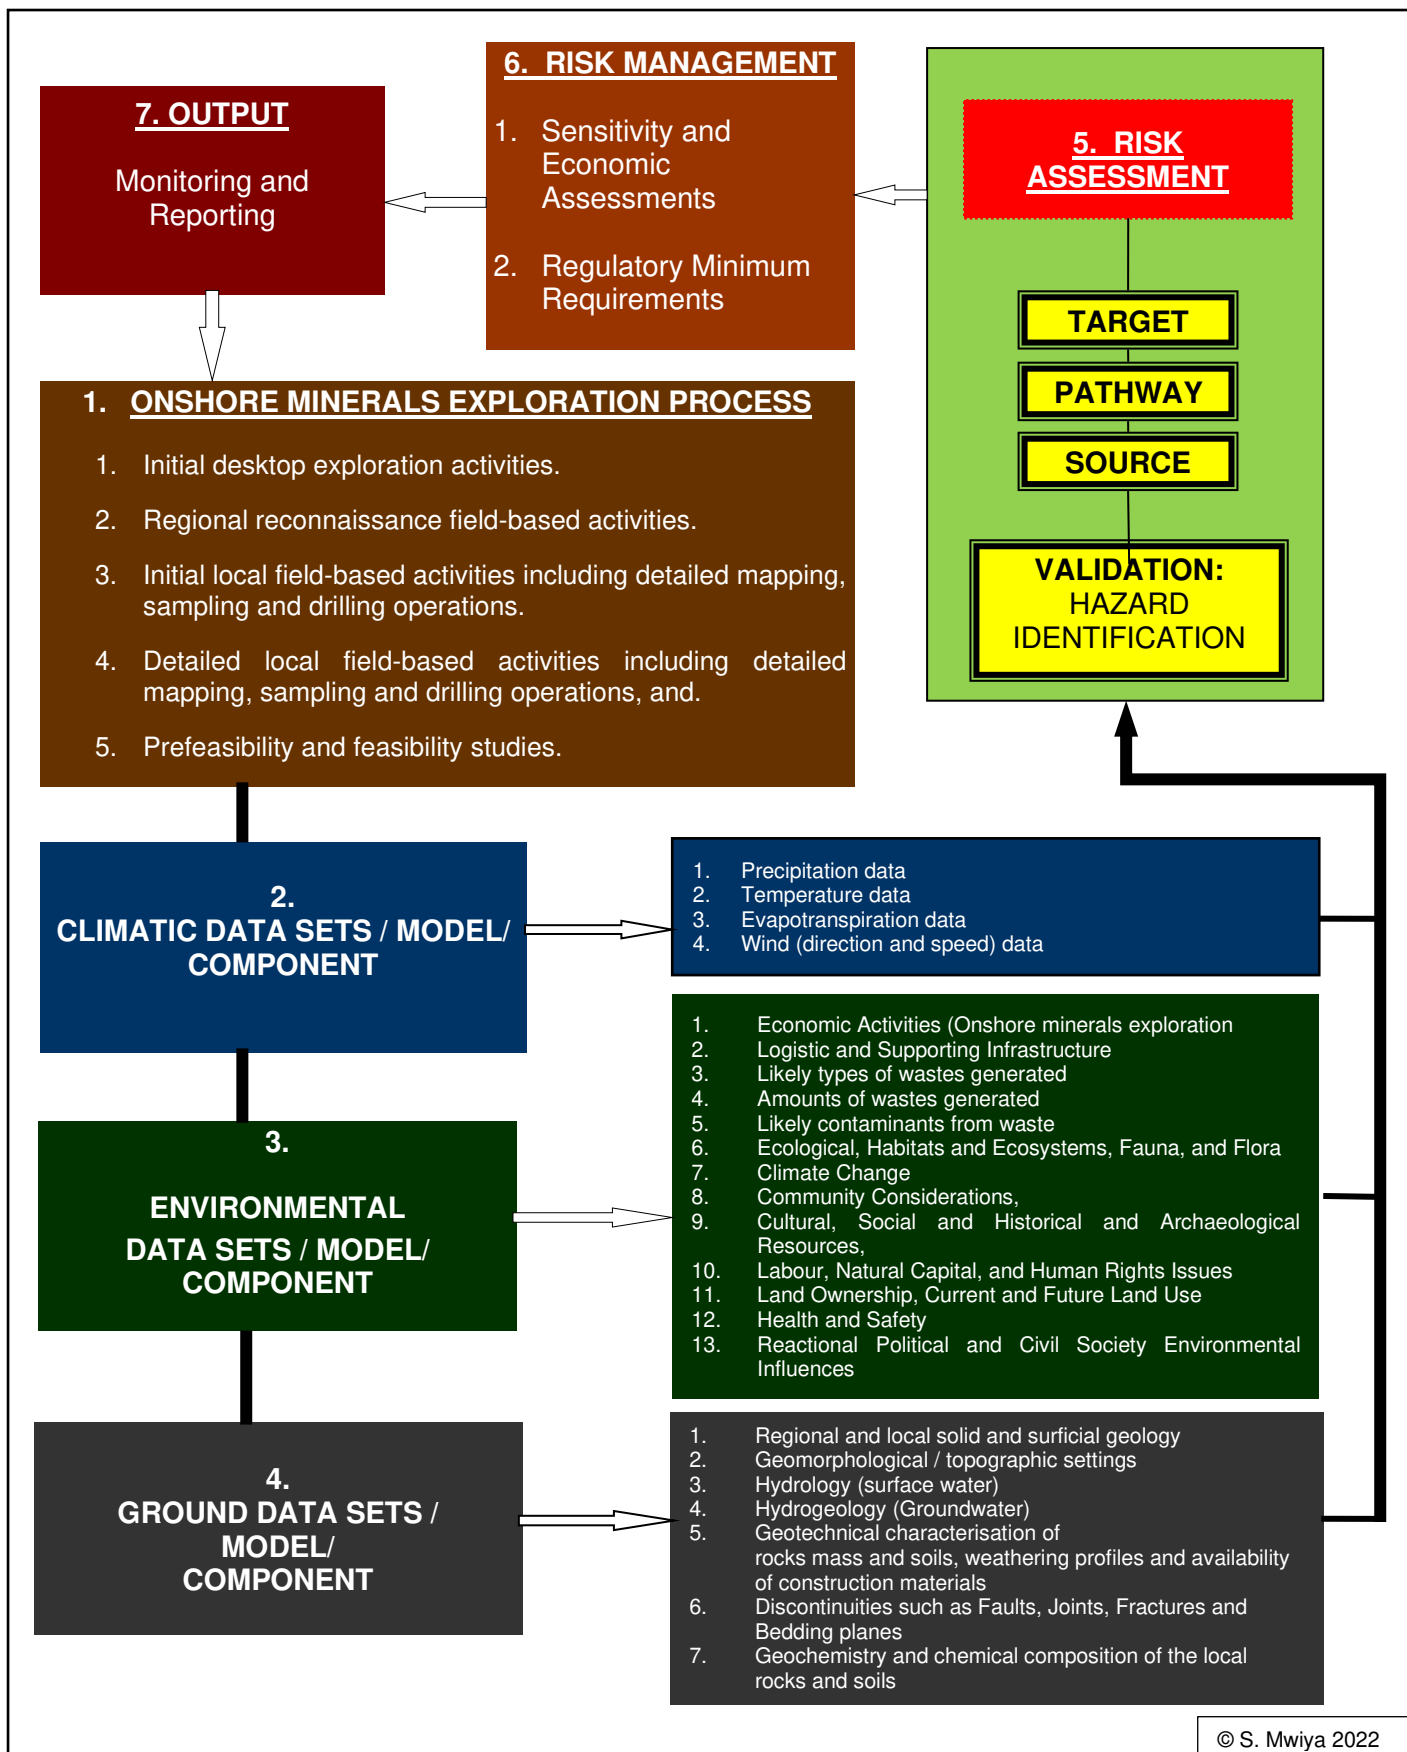 7. OUTPUT
Monitoring and
Reporting
6. RISK MANAGEMENT
1. Sensitivity and
Economic
Assessments
2. Regulatory Minimum
Requirements
5. RISK
ASSESSMENT
TARGET
PATHWAY
SOURCE
VALIDATION:
HAZARD
IDENTIFICATION
1. ONSHORE MINERALS EXPLORATION PROCESS
1. Initial desktop exploration activities.
2. Regional reconnaissance field-based activities.
3. Initial local field-based activities including detailed mapping,
sampling and drilling operations.
4. Detailed local field-based activities including detailed
mapping, sampling and drilling operations, and.
5. Prefeasibility and feasibility studies.
2.
CLIMATIC DATA SETS / MODEL/
COMPONENT
1. Precipitation data
2. Temperature data
3. Evapotranspiration data
4. Wind (direction and speed) data
3.
ENVIRONMENTAL
DATA SETS / MODEL/
COMPONENT
1. Economic Activities (Onshore minerals exploration
2. Logistic and Supporting Infrastructure
3. Likely types of wastes generated
4. Amounts of wastes generated
5. Likely contaminants from waste
6. Ecological, Habitats and Ecosystems, Fauna, and Flora
7. Climate Change
8. Community Considerations,
9. Cultural, Social and Historical and Archaeological
Resources,
10. Labour, Natural Capital, and Human Rights Issues
11. Land Ownership, Current and Future Land Use
12. Health and Safety
13. Reactional Political and Civil Society Environmental
Influences
4.
GROUND DATA SETS /
MODEL/
COMPONENT
1. Regional and local solid and surficial geology
2. Geomorphological / topographic settings
3. Hydrology (surface water)
4. Hydrogeology (Groundwater)
5. Geotechnical characterisation of
rocks mass and soils, weathering profiles and availability
of construction materials
6. Discontinuities such as Faults, Joints, Fractures and
Bedding planes
7. Geochemistry and chemical composition of the local
rocks and soils
© S. Mwiya 2022